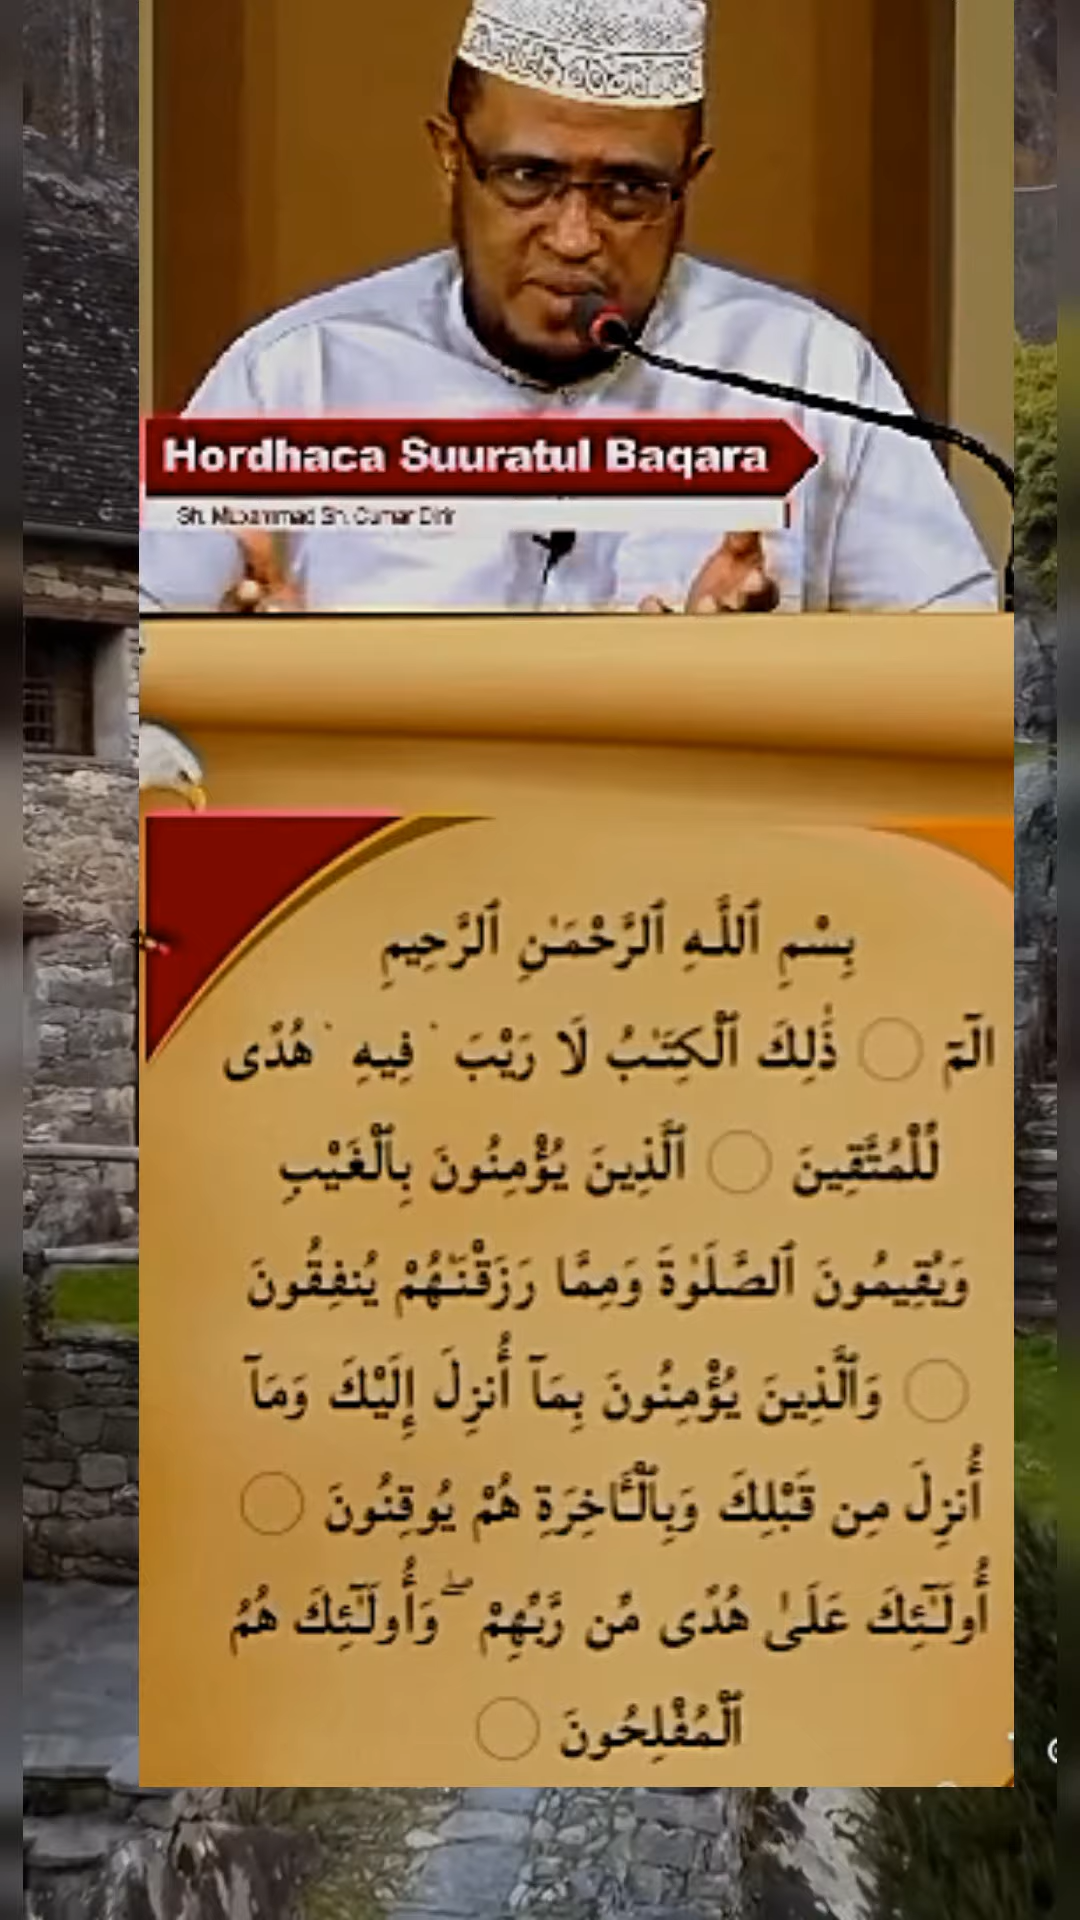 Hordhaca Suuratul Baqara
Sh. Muxammad Sh. Cumar Dirir
بِسْمِ ٱللَّهِ ٱلرَّحْمَـٰنِ ٱلرَّحِيمِ
الٓمٓ ۝ ذَٰلِكَ ٱلْكِتَـٰبُ لَا رَيْبَ ۛ فِيهِ ۛ هُدًى
لِّلْمُتَّقِينَ ۝ ٱلَّذِينَ يُؤْمِنُونَ بِٱلْغَيْبِ
وَيُقِيمُونَ ٱلصَّلَوٰةَ وَمِمَّا رَزَقْنَـٰهُمْ يُنفِقُونَ
۝ وَٱلَّذِينَ يُؤْمِنُونَ بِمَآ أُنزِلَ إِلَيْكَ وَمَآ
أُنزِلَ مِن قَبْلِكَ وَبِٱلْـَٔاخِرَةِ هُمْ يُوقِنُونَ ۝
أُولَـٰٓئِكَ عَلَىٰ هُدًى مِّن رَّبِّهِمْ ۖ وَأُولَـٰٓئِكَ هُمُ
ٱلْمُفْلِحُونَ ۝